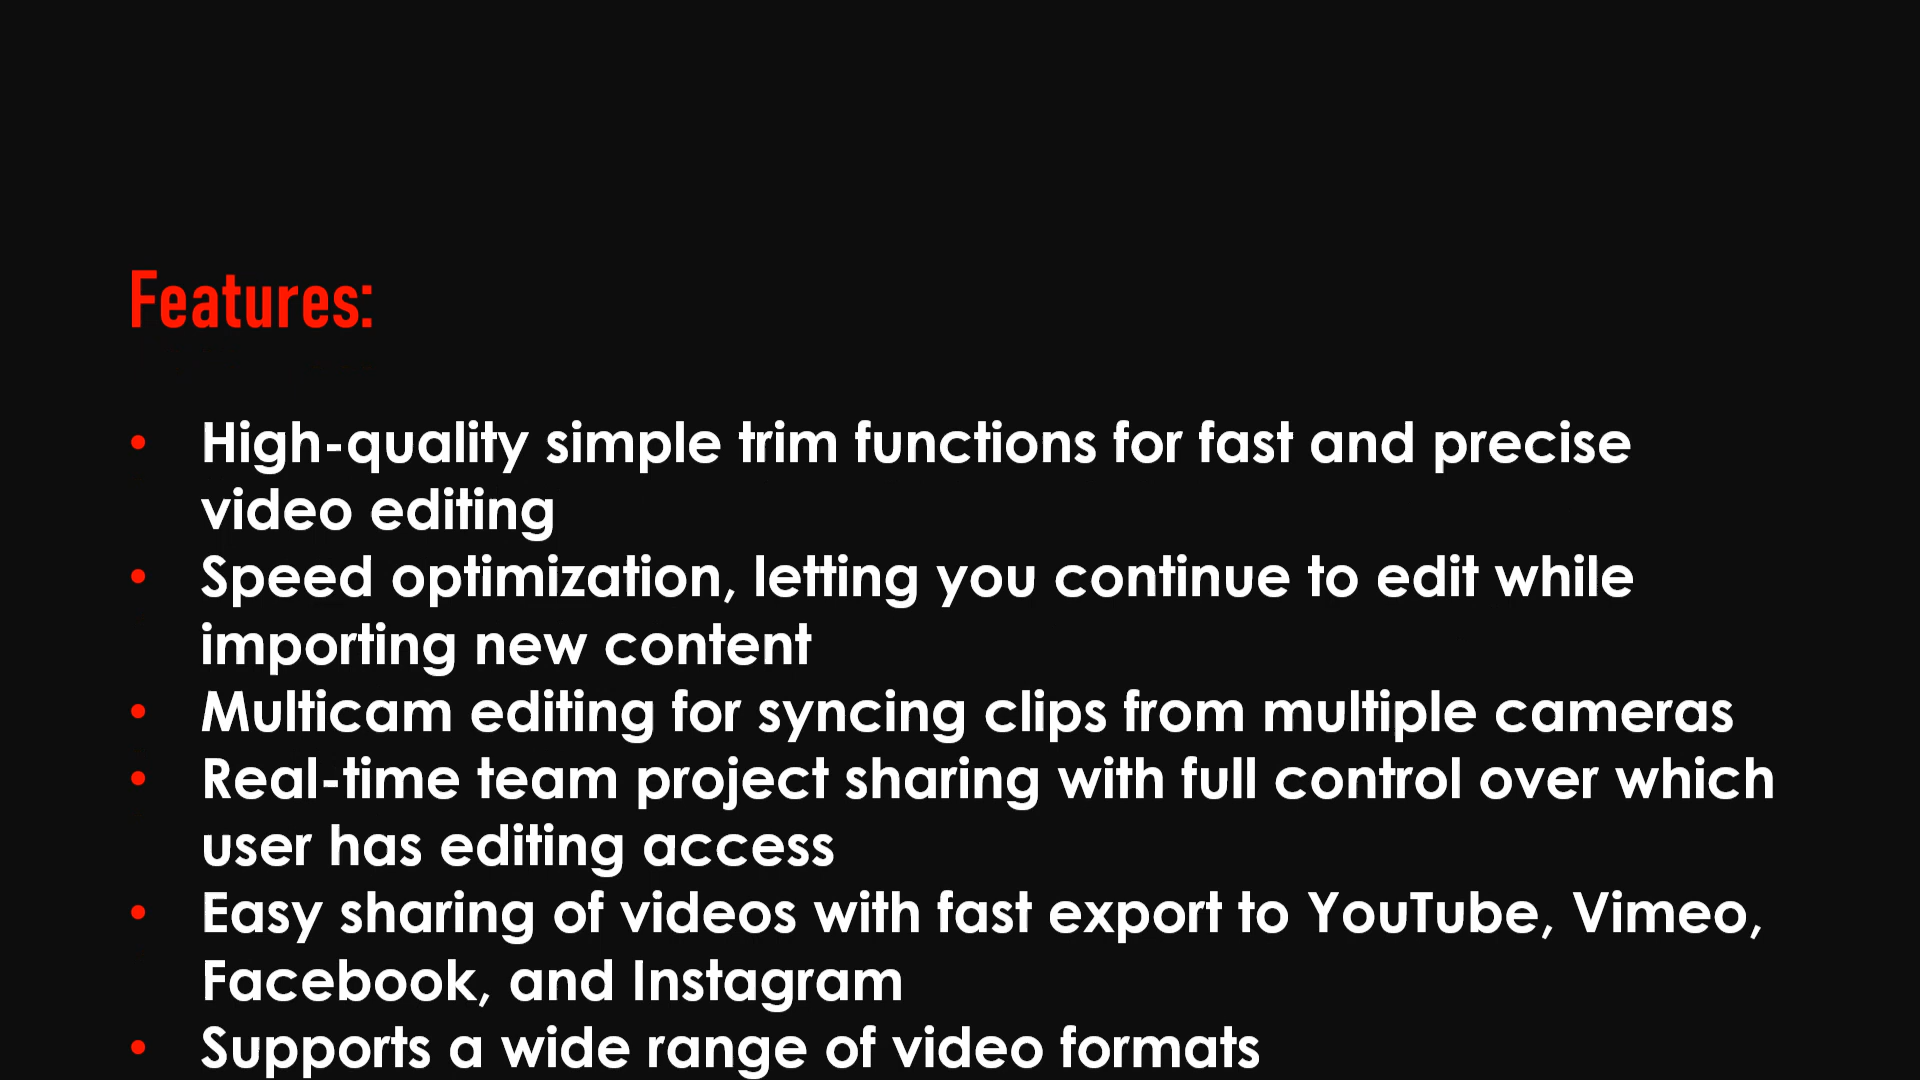 Features:
• High-quality simple trim functions for fast and precise
video editing
• Speed optimization, letting you continue to edit while
importing new content
• Multicam editing for syncing clips from multiple cameras
• Real-time team project sharing with full control over which
user has editing access
• Easy sharing of videos with fast export to YouTube, Vimeo,
Facebook, and Instagram
• Supports a wide range of video formats